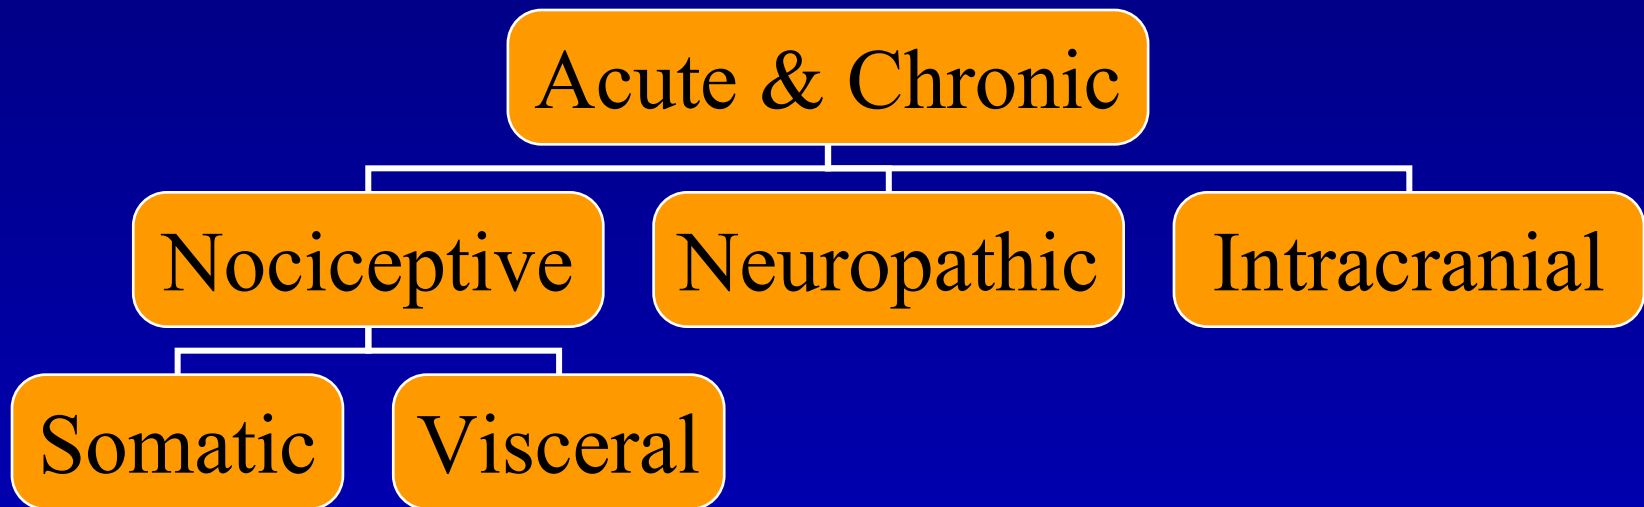 Acute & Chronic
Nociceptive
Neuropathic
Intracranial
Somatic
Visceral